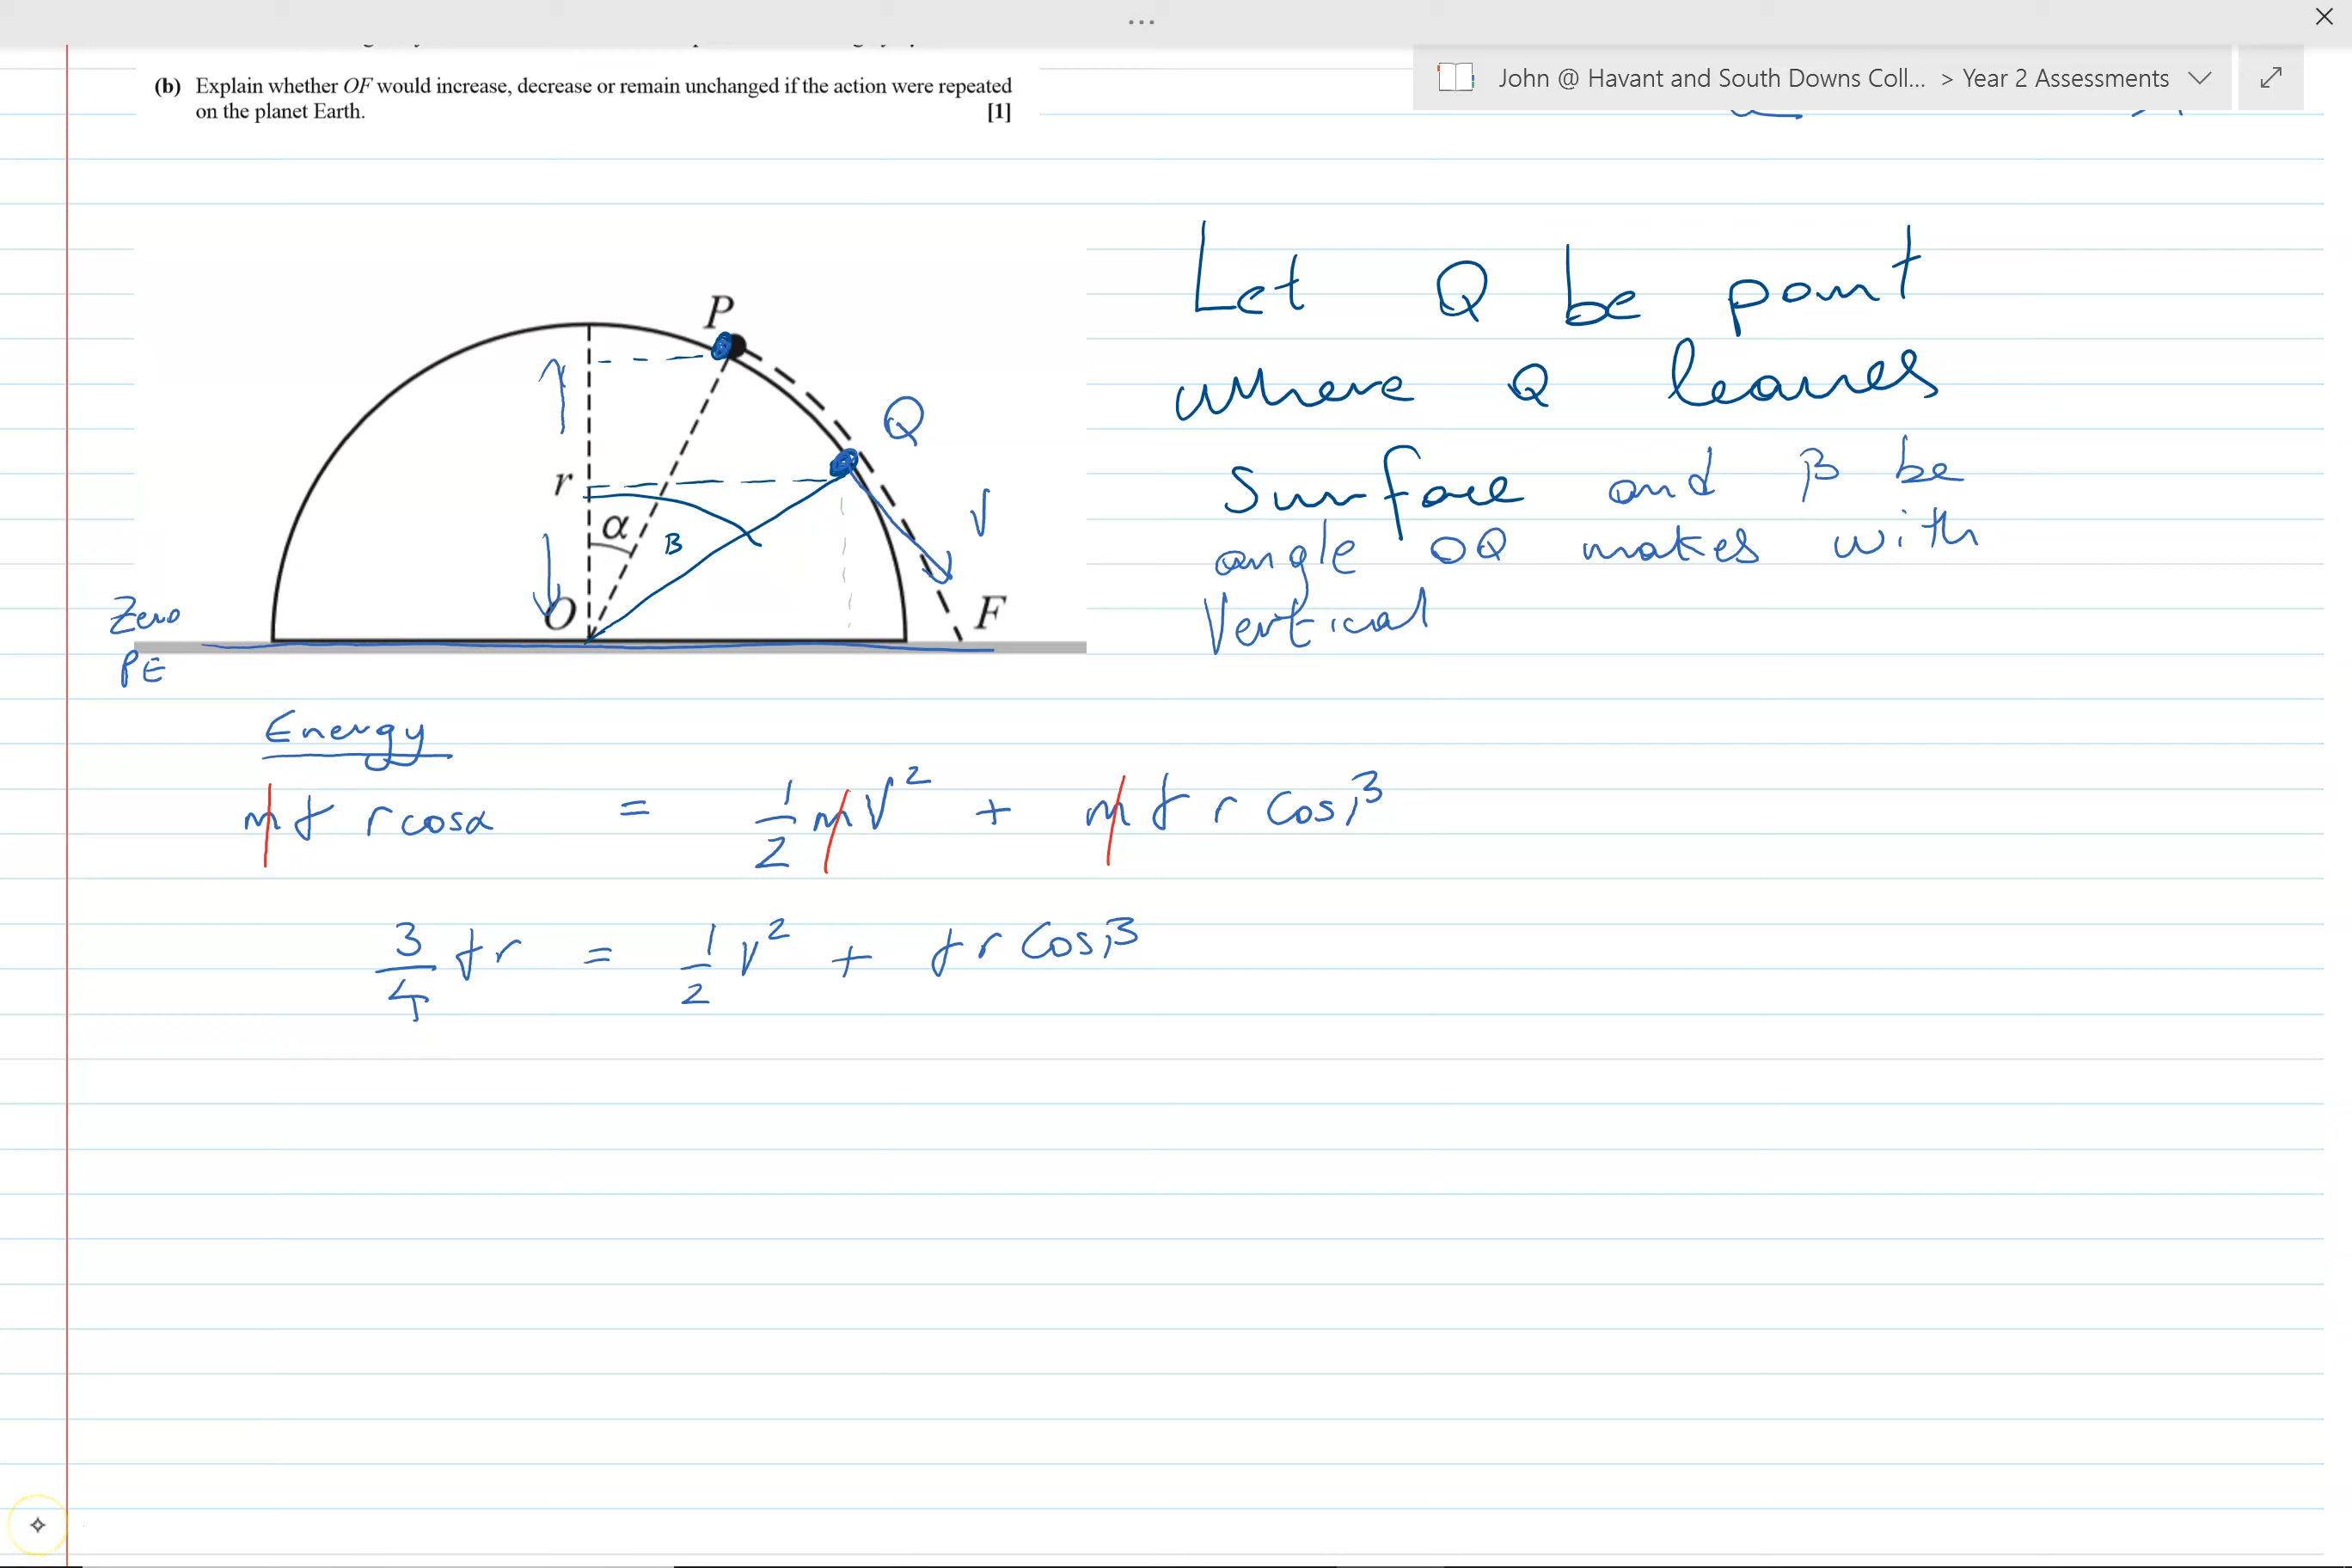 John @ Havant and South Downs Coll... > Year 2 Assessments
(b) Explain whether OF would increase, decrease or remain unchanged if the action were repeated
on the planet Earth. [1]
P
Q
r
α
B
V
O
F
Zero
PE
Let Q be point
where Q leaves
surface and β be
angle OQ makes with
vertical
Energy
mg r cosα = 1/2 mV² + mg r cosβ
3/4 gr = 1/2 V² + gr cosβ